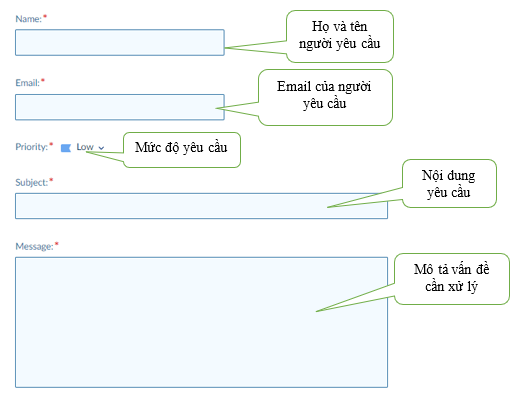 Name:*
Họ và tên
người yêu cầu
Email:*
Email của người
yêu cầu
Priority:* Low
Mức độ yêu cầu
Subject:*
Nội dung
yêu cầu
Message:*
Mô tả vấn đề
cần xử lý